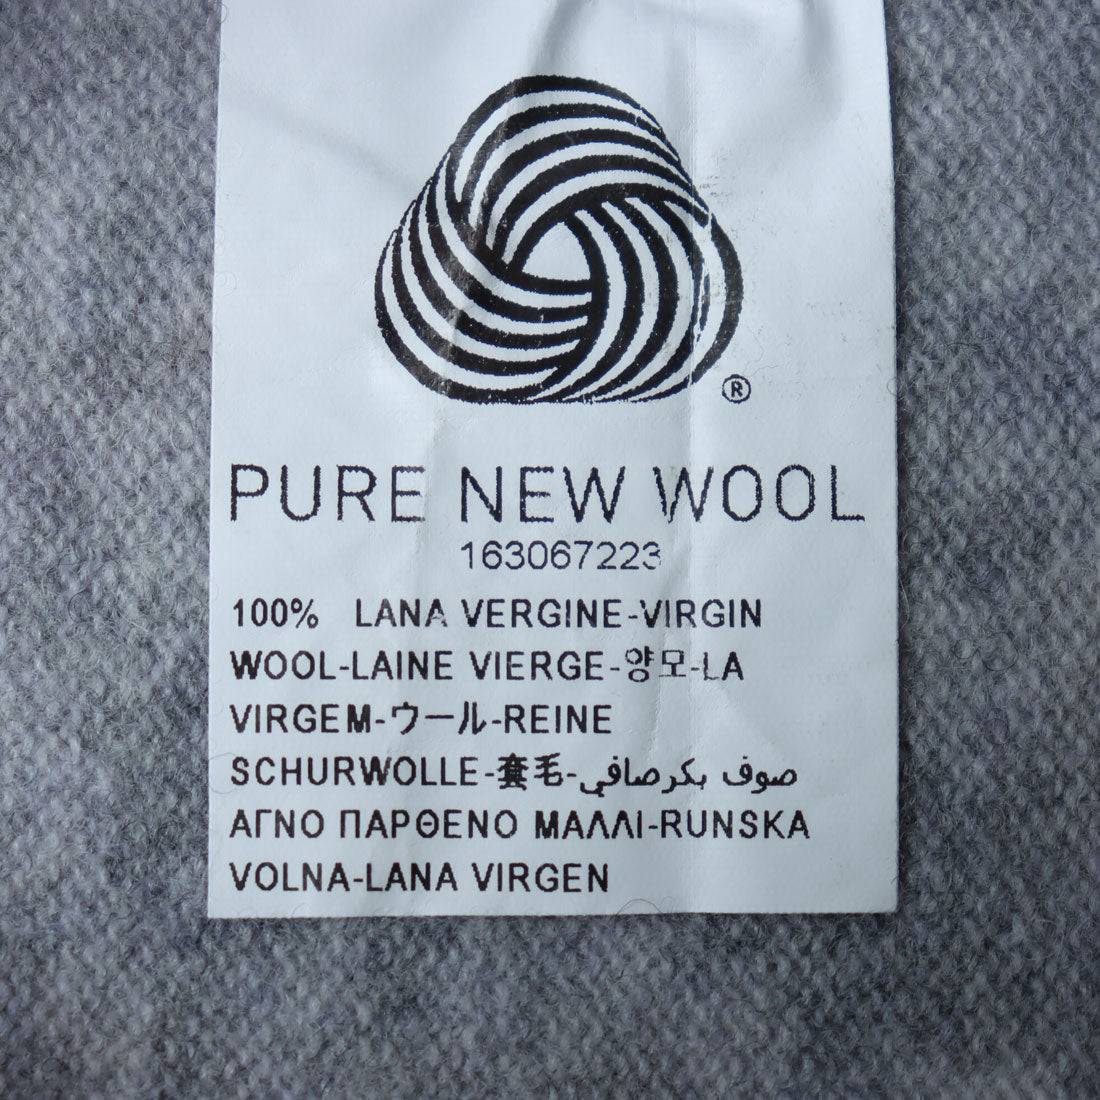 ®
PURE NEW WOOL
163067223
100% LANA VERGINE-VIRGIN
WOOL-LAINE VIERGE-양모-LA
VIRGEM-ウール-REINE
SCHURWOLLE-羊毛-صوف بكر صافي
ΑΓΝΟ ΠΑΡΘΕΝΟ ΜΑΛΛΙ-RUNSKA
VOLNA-LANA VIRGEN